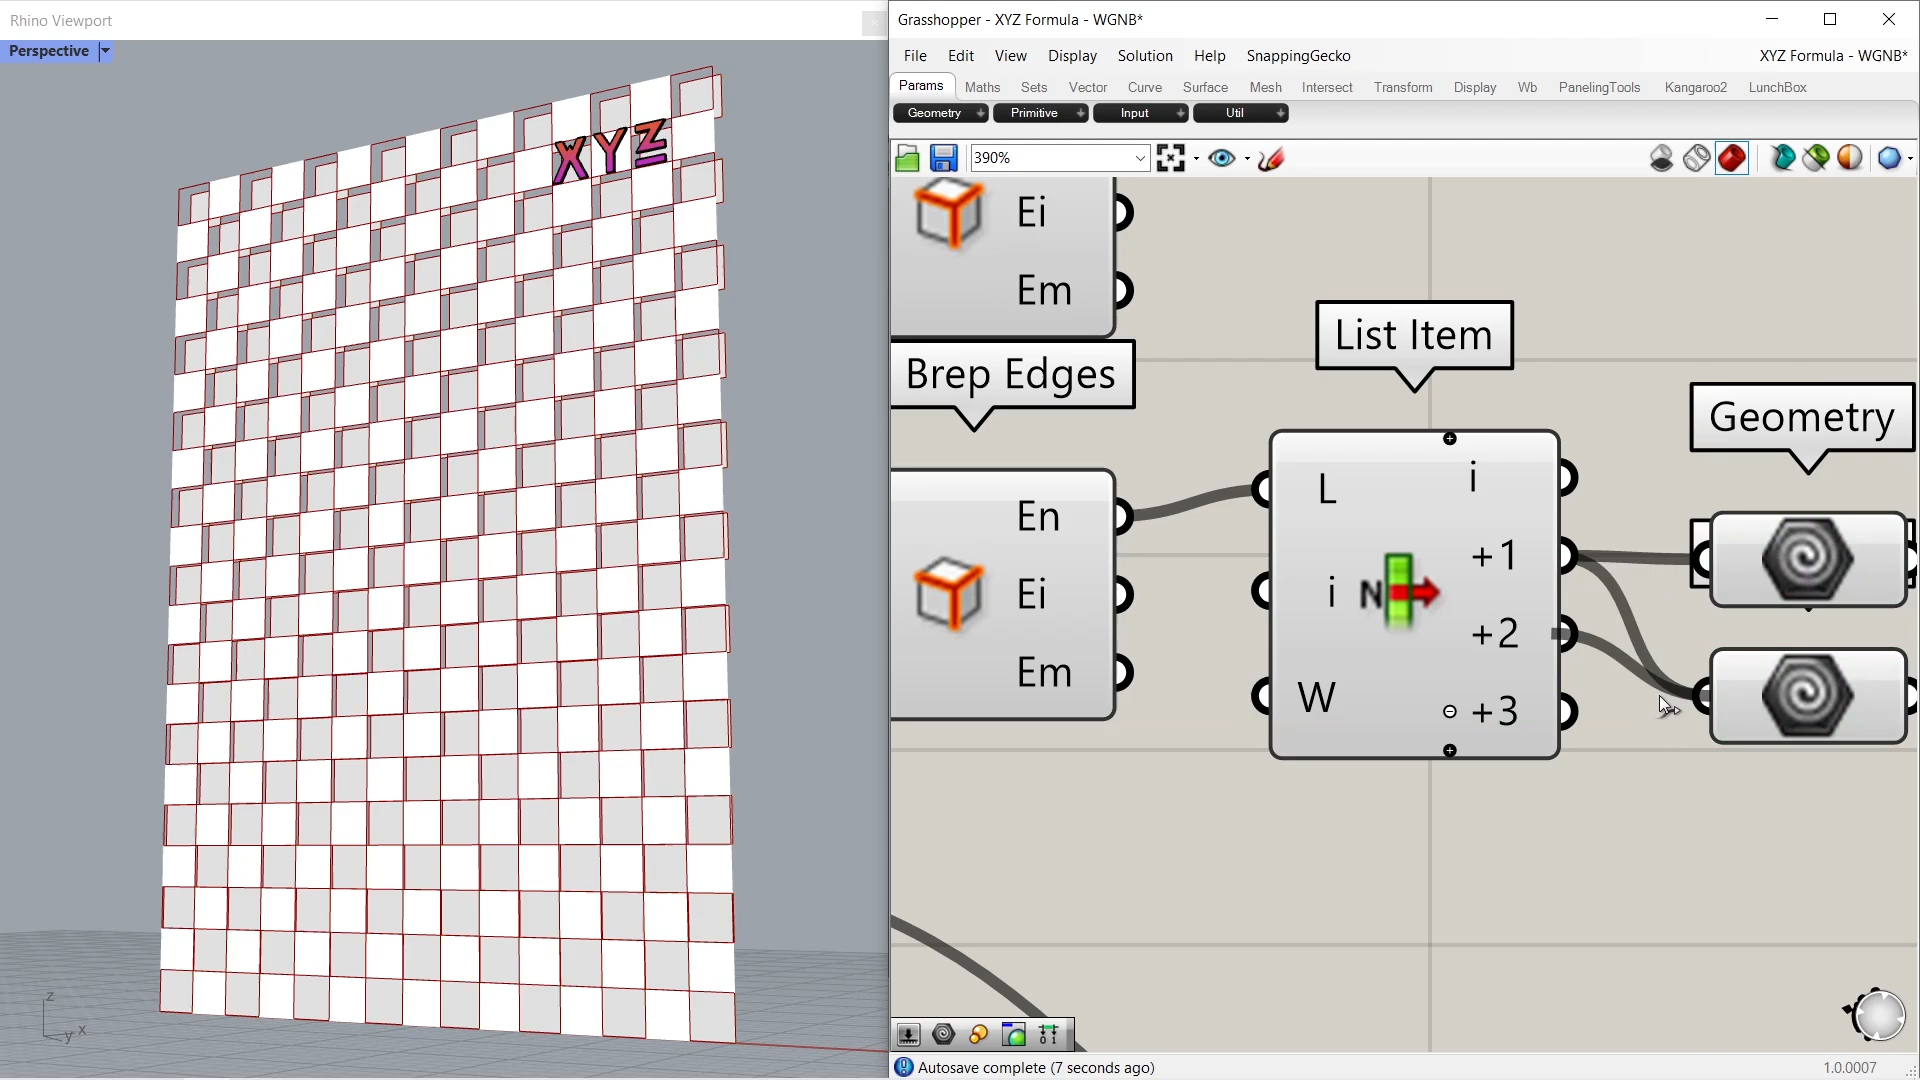 Rhino Viewport
Perspective
XYZ
z
y
x
Grasshopper - XYZ Formula - WGNB*
File Edit View Display Solution Help SnappingGecko
XYZ Formula - WGNB*
Params Maths Sets Vector Curve Surface Mesh Intersect Transform Display Wb PanelingTools Kangaroo2 LunchBox
Geometry Primitive Input Util
390%
Ei
Em
Brep Edges
En
Ei
Em
List Item
L
i
W
N
i
+1
+2
+3
Geometry
0 1
Autosave complete (7 seconds ago)
1.0.0007